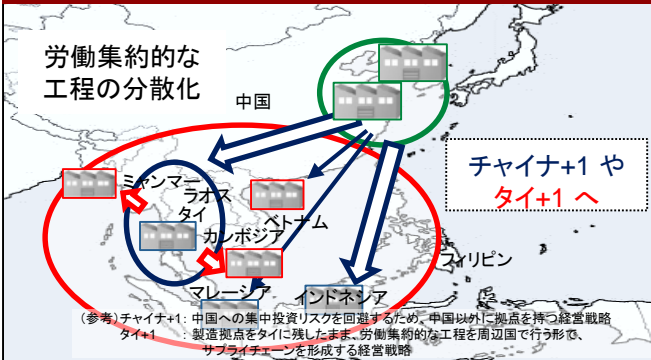 労働集約的な
工程の分散化
中国
チャイナ+1 や
タイ+1 へ
ミャンマー
ラオス
タイ
カンボジア
ベトナム
フィリピン
マレーシア
インドネシア
(参考)チャイナ+1: 中国への集中投資リスクを回避するため、中国以外に拠点を持つ経営戦略
タイ+1 : 製造拠点をタイに残したまま、労働集約的な工程を周辺国で行う形で、
サプライチェーンを形成する経営戦略